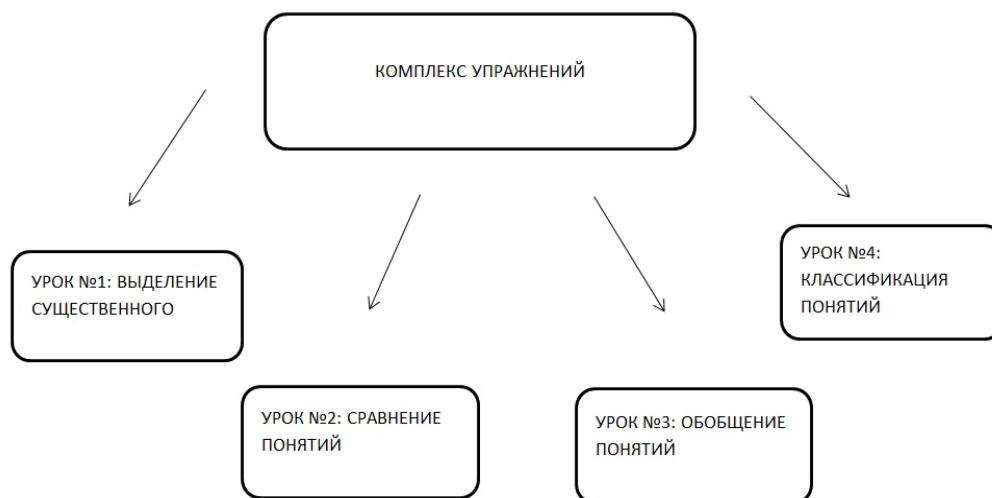 КОМПЛЕКС УПРАЖНЕНИЙ
УРОК №1: ВЫДЕЛЕНИЕ
СУЩЕСТВЕННОГО
УРОК №2: СРАВНЕНИЕ
ПОНЯТИЙ
УРОК №3: ОБОБЩЕНИЕ
ПОНЯТИЙ
УРОК №4:
КЛАССИФИКАЦИЯ
ПОНЯТИЙ